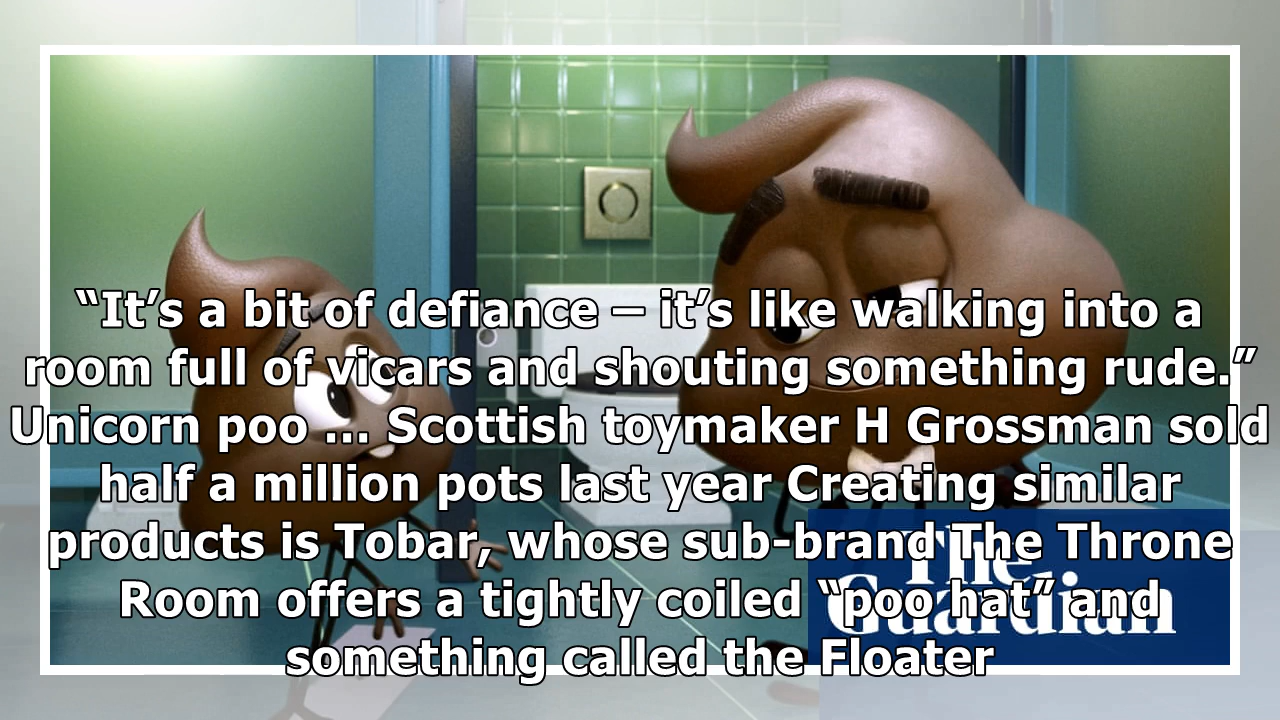 “It’s a bit of defiance – it’s like walking into a
room full of vicars and shouting something rude.”
Unicorn poo ... Scottish toymaker H Grossman sold
half a million pots last year Creating similar
products is Tobar, whose sub-brand The Throne
Room offers a tightly coiled “poo hat” and
something called the Floater
The
Guardian